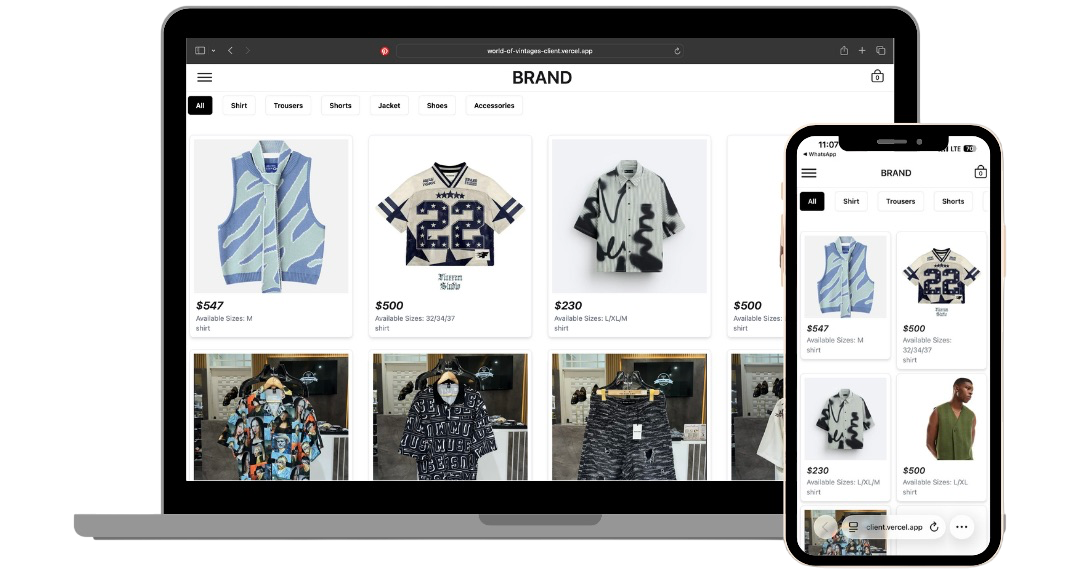 world-of-vintages-client.vercel.app
BRAND
0
All Shirt Trousers Shorts Jacket Shoes Accessories
22
$547
Available Sizes: M
shirt
22
$500
Available Sizes: 32/34/37
shirt
$230
Available Sizes: L/XL/M
shirt
$500
Available Sizes:
shirt
11:07
LTE
WhatsApp
BRAND
0
All Shirt Trousers Shorts
$547
Available Sizes: M
shirt
22
$500
Available Sizes:
32/34/37
shirt
$230
Available Sizes: L/XL/M
shirt
$500
Available Sizes: L/XL
shirt
client.vercel.app